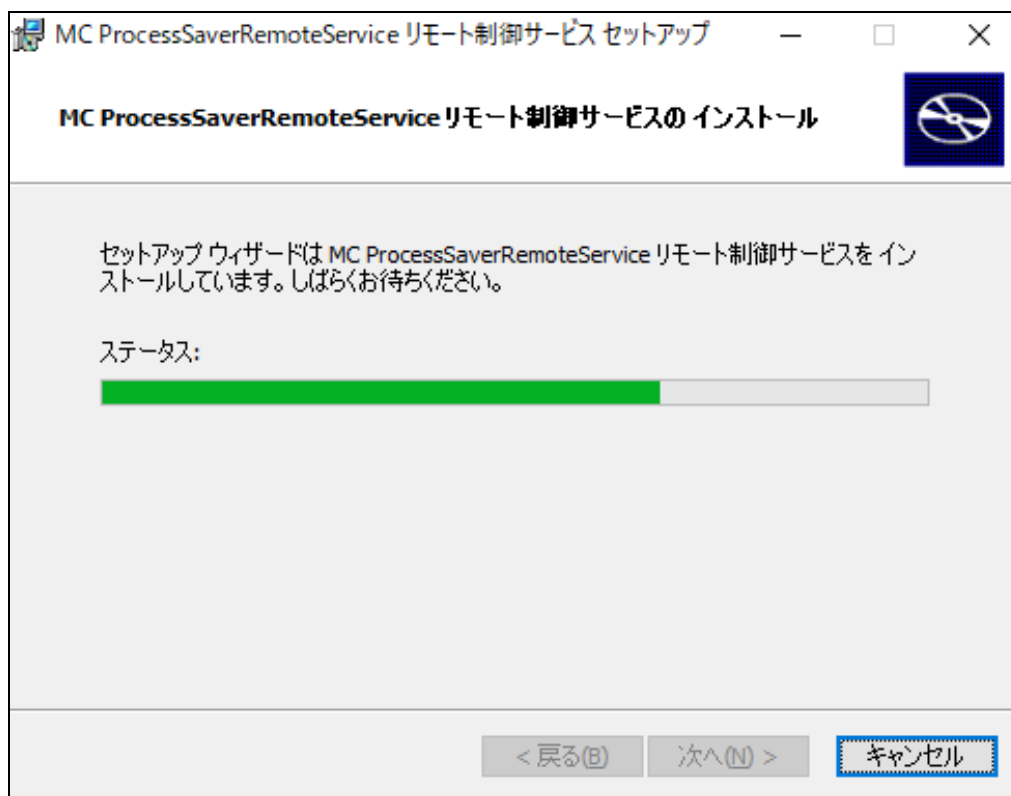 MC ProcessSaverRemoteService リモート制御サービス セットアップ
MC ProcessSaverRemoteService リモート制御サービスの インストール
セットアップ ウィザードは MC ProcessSaverRemoteService リモート制御サービスを イン
ストールしています。しばらくお待ちください。
ステータス:
< 戻る(B)
次へ(N) >
キャンセル